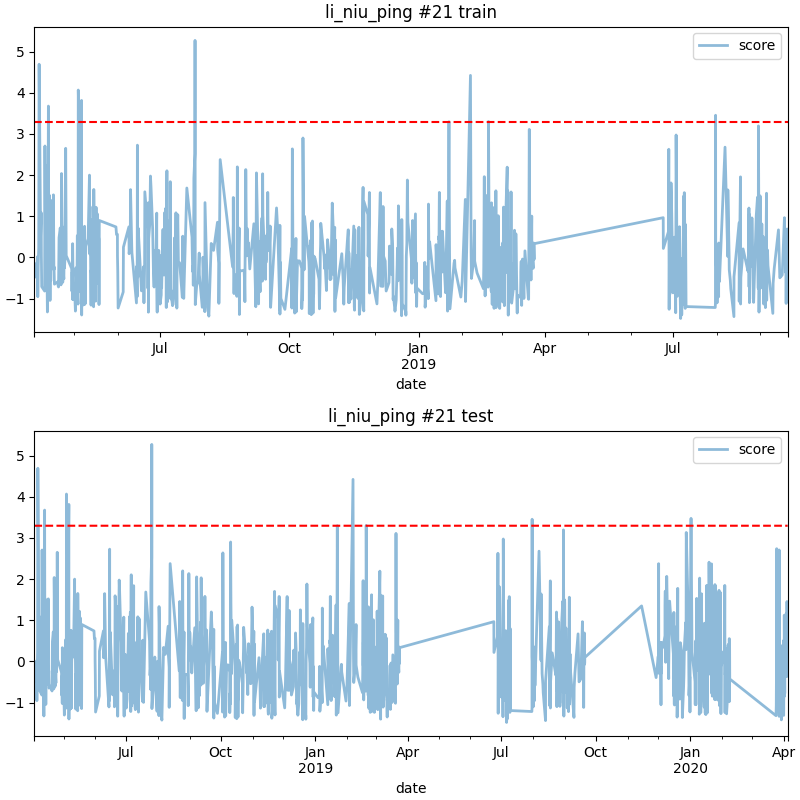 li_niu_ping #21 train
score
5
4
3
2
1
0
−1
Jul Oct Jan Apr Jul
2019
date
li_niu_ping #21 test
score
5
4
3
2
1
0
−1
Jul Oct Jan Apr Jul Oct Jan Apr
2019 2020
date